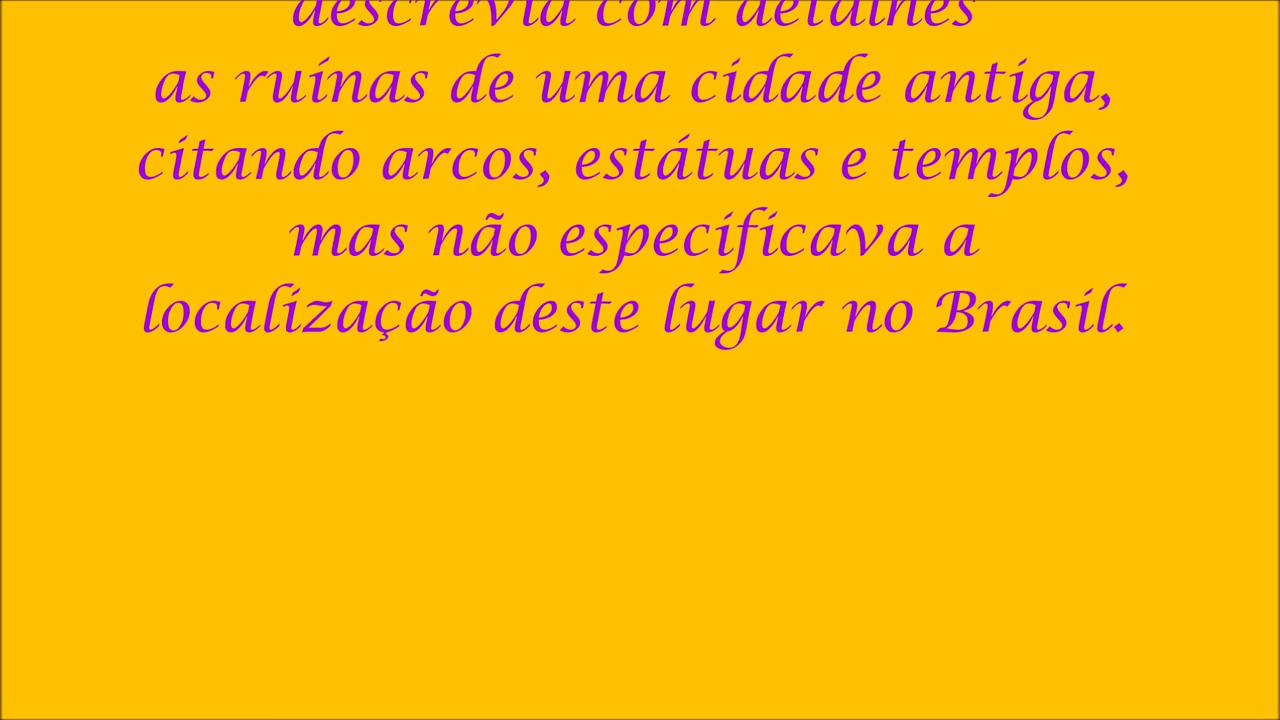 descrevia com detalhes
as ruínas de uma cidade antiga,
citando arcos, estátuas e templos,
mas não especificava a
localização deste lugar no Brasil.